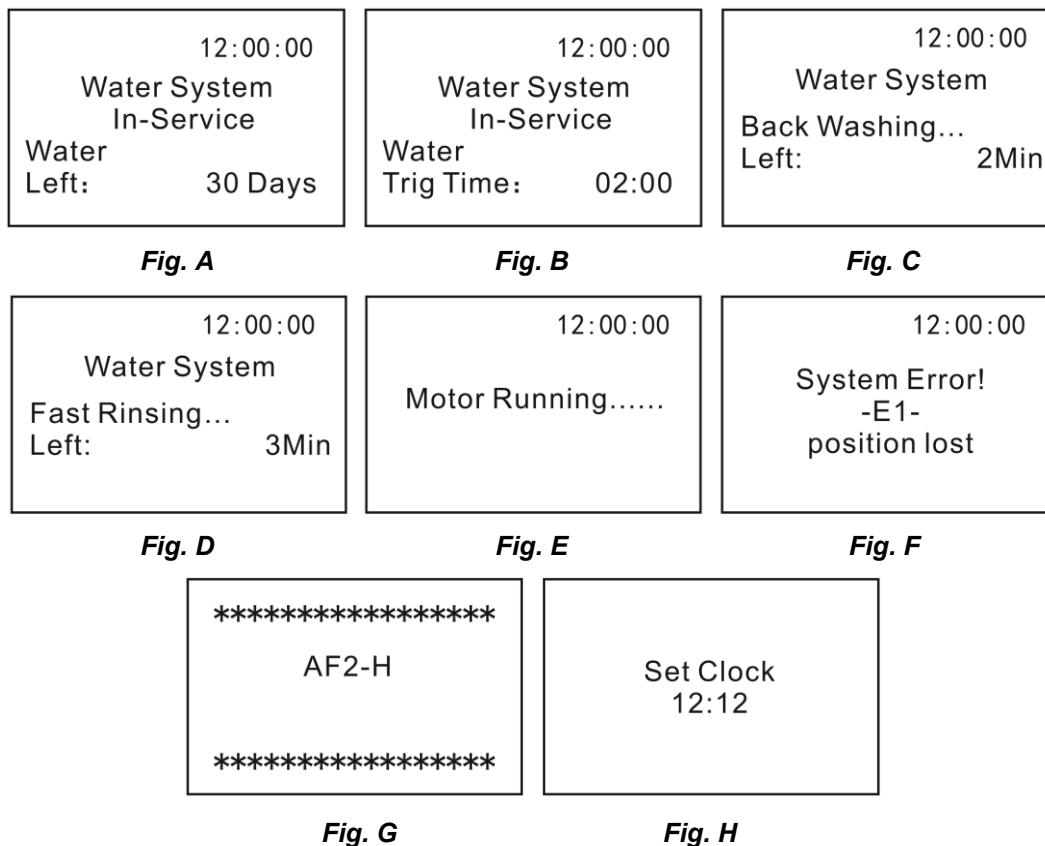 12:00:00
Water System
In-Service
Water
Left: 30 Days
Fig. A
12:00:00
Water System
In-Service
Water
Trig Time: 02:00
Fig. B
12:00:00
Water System
Back Washing...
Left: 2Min
Fig. C
12:00:00
Water System
Fast Rinsing...
Left: 3Min
Fig. D
12:00:00
Motor Running......
Fig. E
12:00:00
System Error!
-E1-
position lost
Fig. F
*****************
AF2-H
*****************
Fig. G
Set Clock
12:12
Fig. H